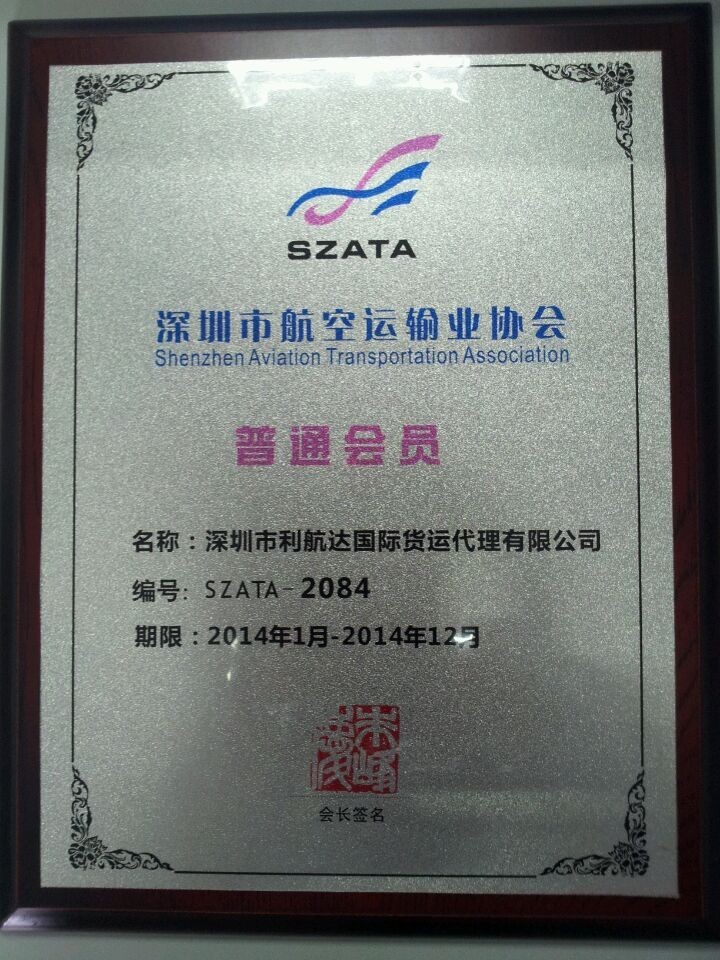 SZATA
深圳市航空运输业协会
Shenzhen Aviation Transportation Association
普通会员
名称：深圳市利航达国际货运代理有限公司
编号: SZATA-2084
期限：2014年1月-2014年12月
会长签名